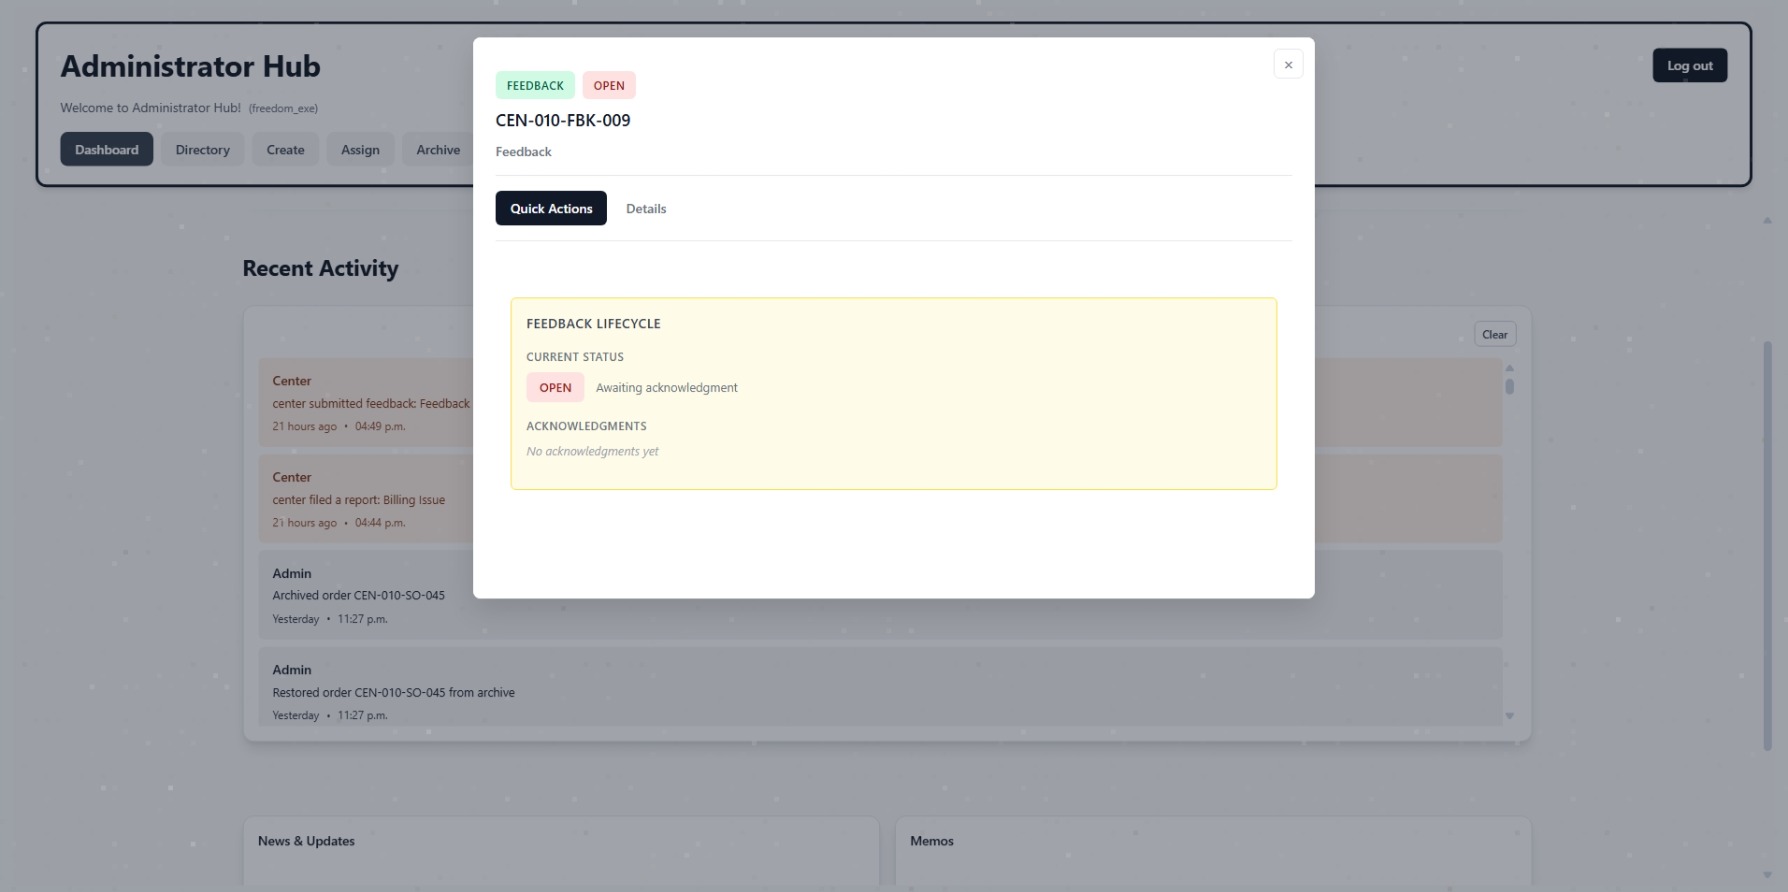 Administrator Hub
Welcome to Administrator Hub! (freedom_exe)
Dashboard Directory Create Assign Archive
Log out
×
FEEDBACK OPEN
CEN-010-FBK-009
Feedback
Quick Actions Details
FEEDBACK LIFECYCLE
CURRENT STATUS
OPEN Awaiting acknowledgment
ACKNOWLEDGMENTS
No acknowledgments yet
Recent Activity
Clear
Center
center submitted feedback: Feedback
21 hours ago • 04:49 p.m.
Center
center filed a report: Billing Issue
21 hours ago • 04:44 p.m.
Admin
Archived order CEN-010-SO-045
Yesterday • 11:27 p.m.
Admin
Restored order CEN-010-SO-045 from archive
Yesterday • 11:27 p.m.
News & Updates
Memos